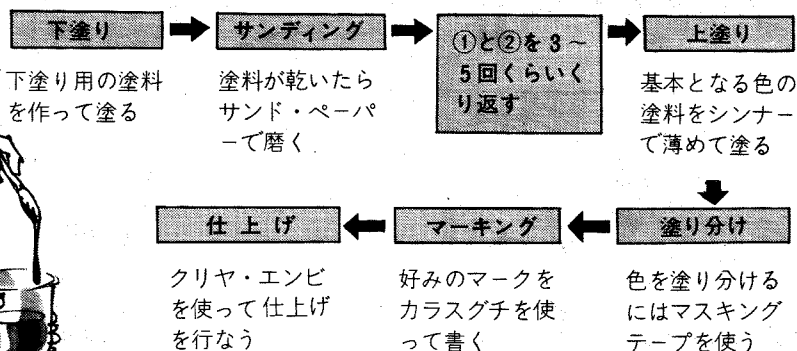 下塗り
下塗り用の塗料
を作って塗る
サンディング
塗料が乾いたら
サンド・ペーパ
ーで磨く
①と②を3〜
5回くらいく
り返す
上塗り
基本となる色の
塗料をシンナー
で薄めて塗る
塗り分け
色を塗り分ける
にはマスキング
テープを使う
マーキング
好みのマークを
カラスグチを使
って書く
仕上げ
クリヤ・エンビ
を使って仕上げ
を行なう